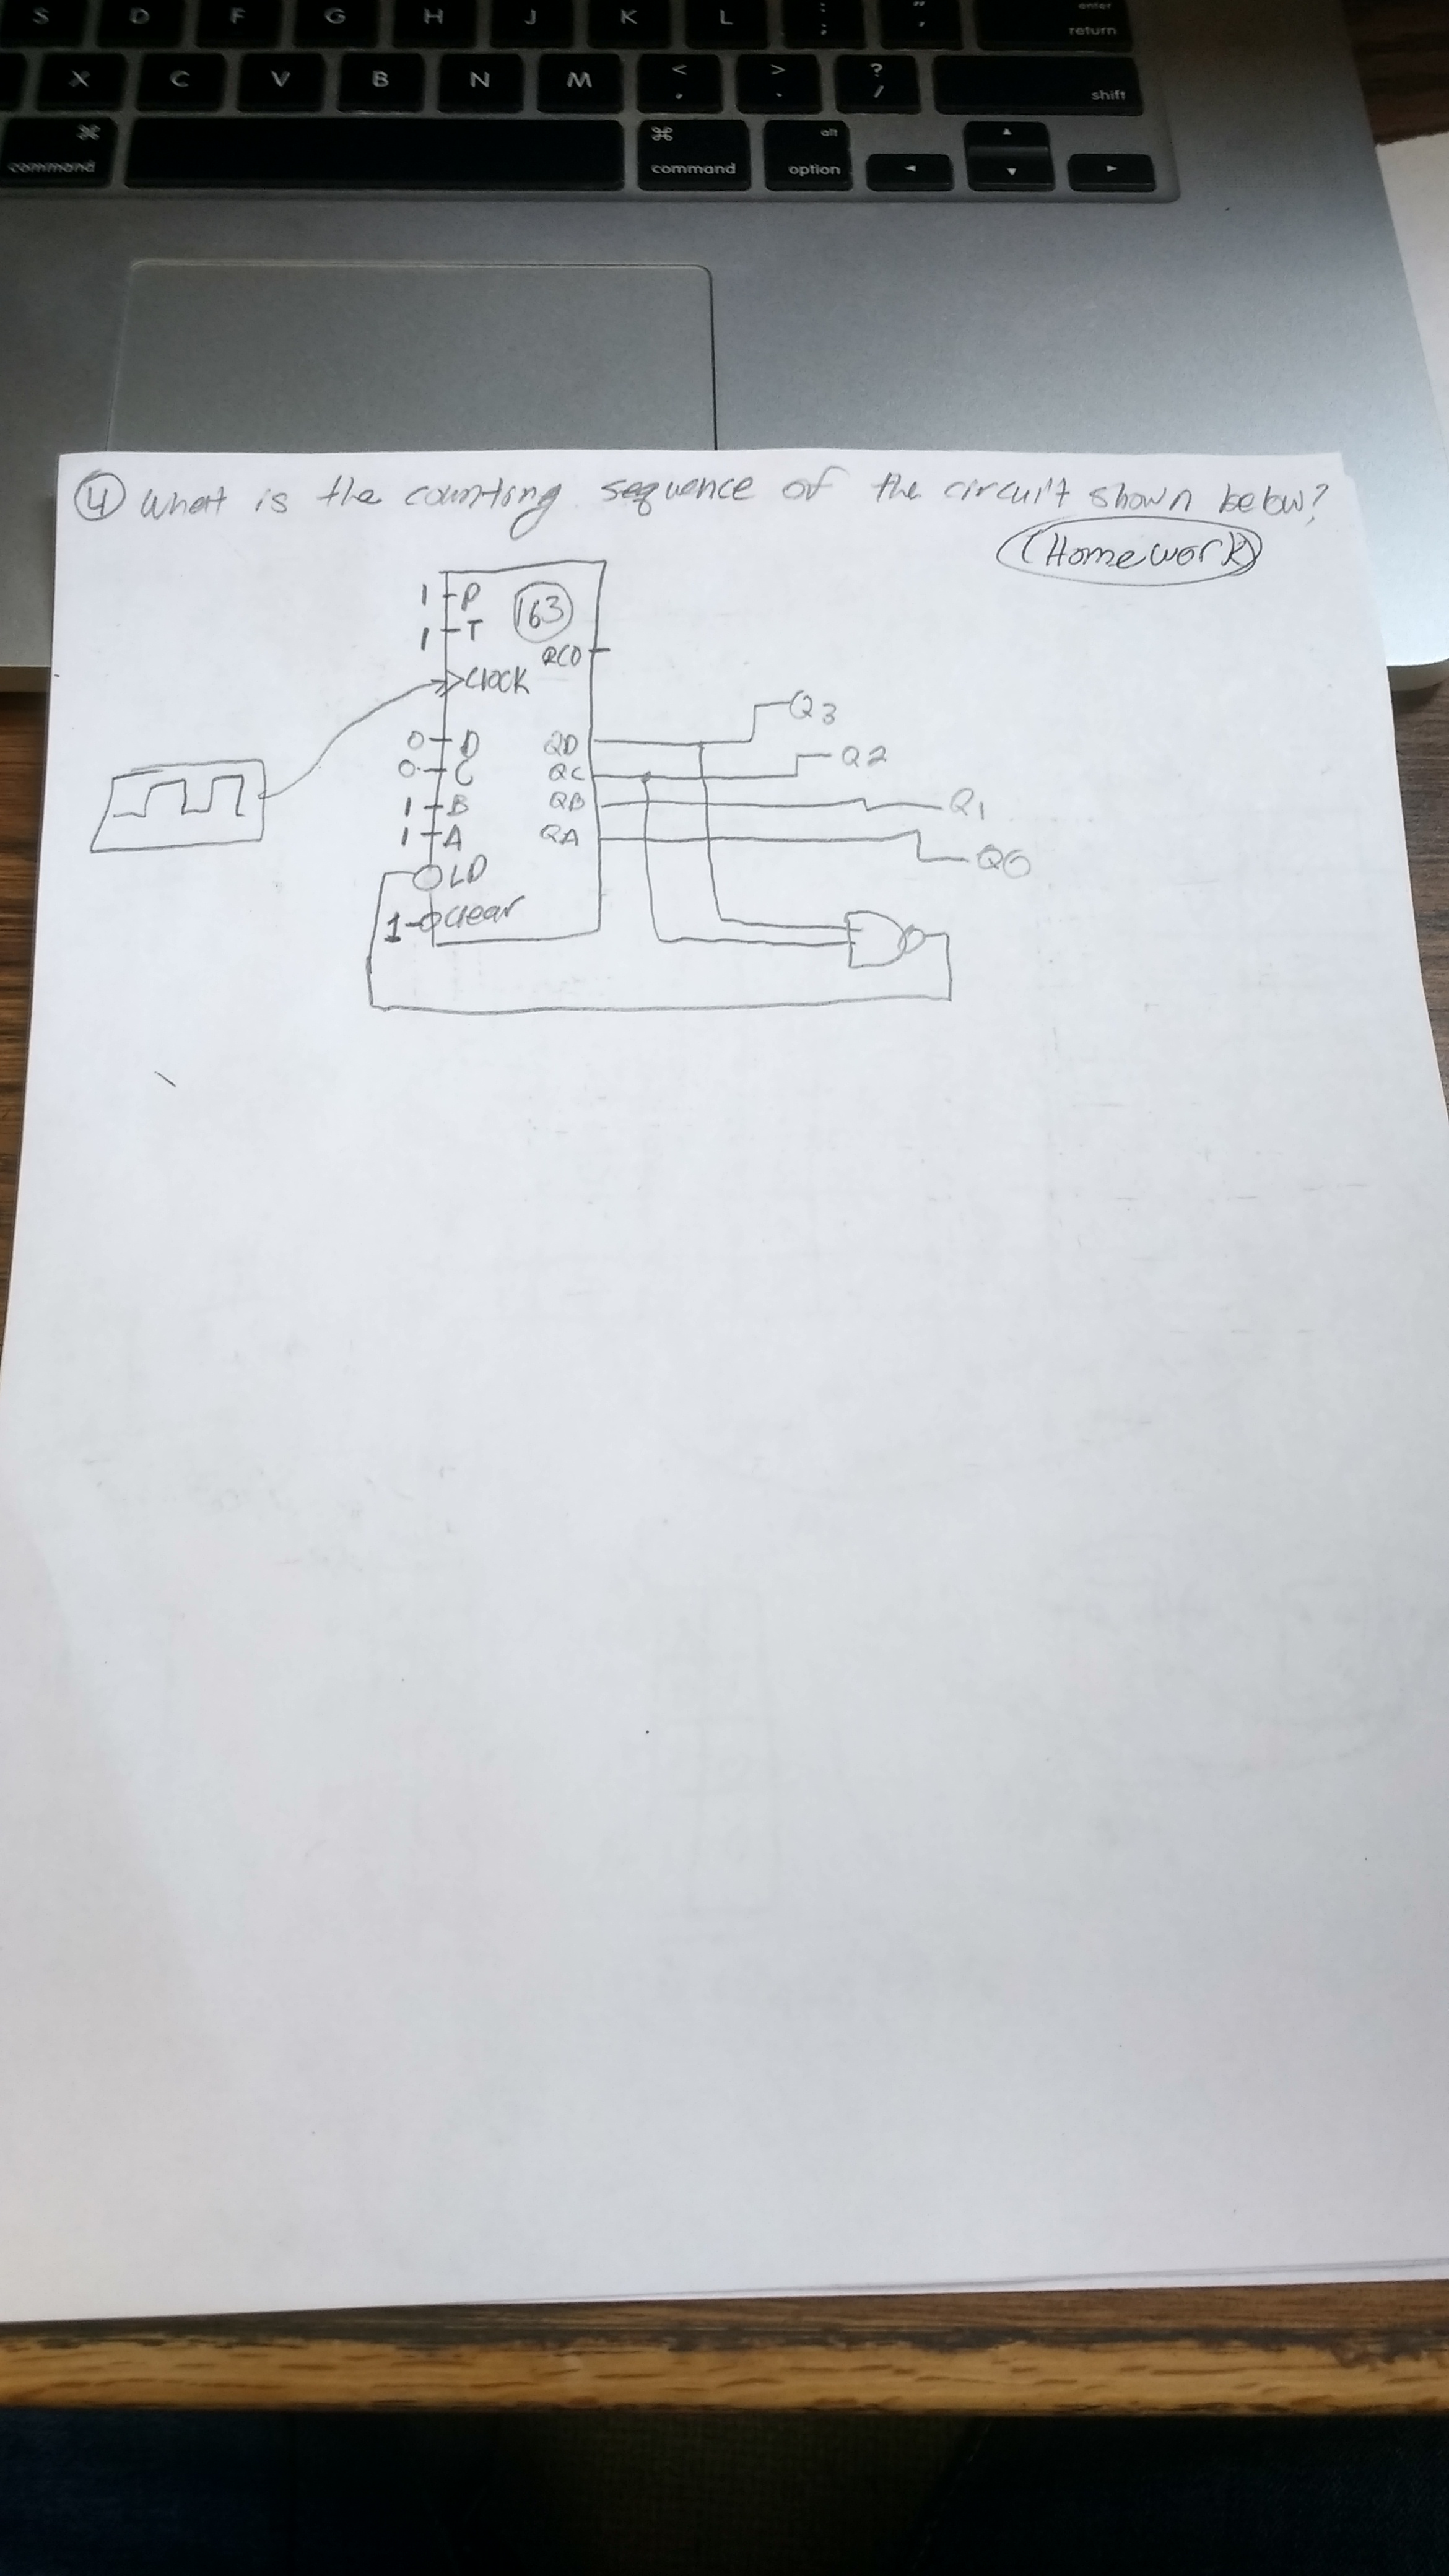 S D F G H J K L : ; " ' enter return
X C V B N M < , > . ? / shift
⌘ command ⌘ command alt option
④ What is the counting sequence of the circuit shown below?
(Homework)
1 P
163
1 T
RCO
Clock
Q3
0 D QD
Q2
0 C QC
1 B QB Q1
1 A QA Q0
LD
1 Clear